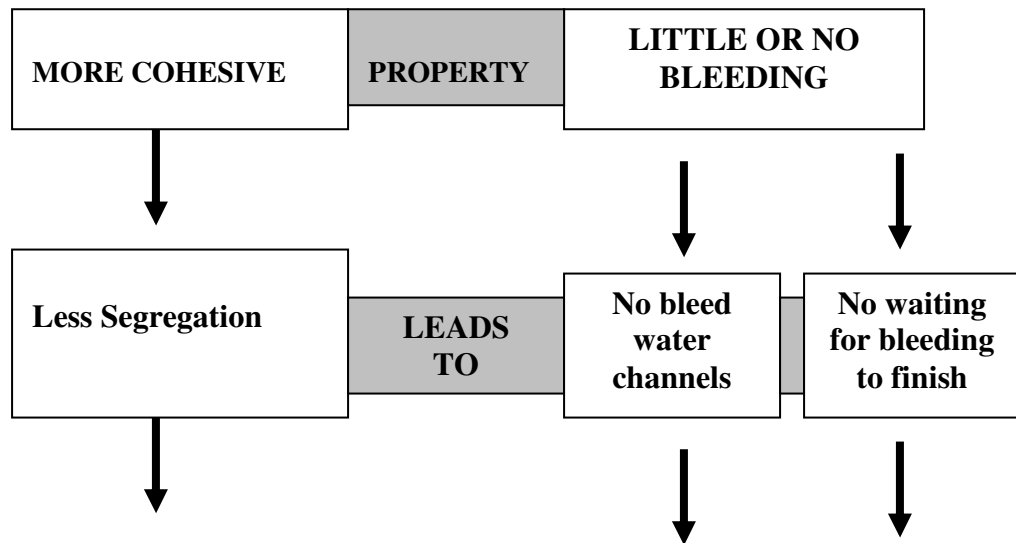 MORE COHESIVE
PROPERTY
LITTLE OR NO
BLEEDING
Less Segregation
LEADS
TO
No bleed
water
channels
No waiting
for bleeding
to finish